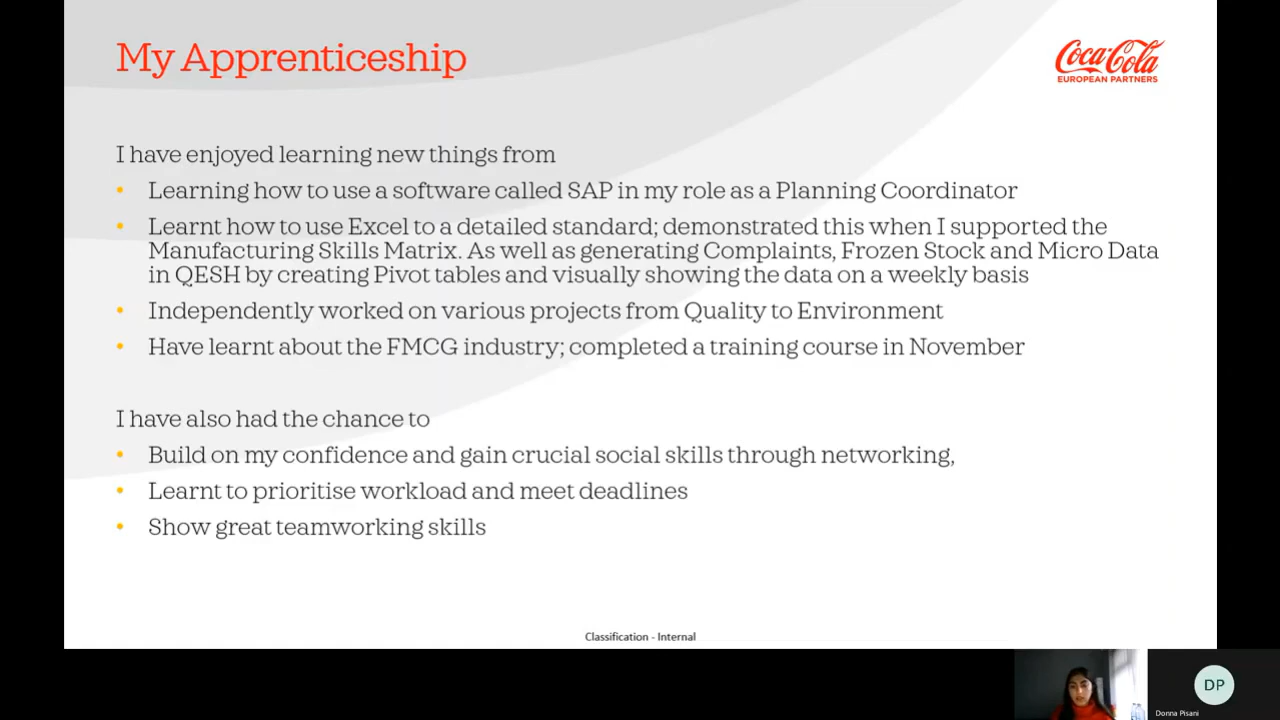 My Apprenticeship
Coca-Cola
EUROPEAN PARTNERS
I have enjoyed learning new things from
• Learning how to use a software called SAP in my role as a Planning Coordinator
• Learnt how to use Excel to a detailed standard; demonstrated this when I supported the
Manufacturing Skills Matrix. As well as generating Complaints, Frozen Stock and Micro Data
in QESH by creating Pivot tables and visually showing the data on a weekly basis
• Independently worked on various projects from Quality to Environment
• Have learnt about the FMCG industry; completed a training course in November
I have also had the chance to
• Build on my confidence and gain crucial social skills through networking,
• Learnt to prioritise workload and meet deadlines
• Show great teamworking skills
Classification - Internal
DP
Donna Pisani